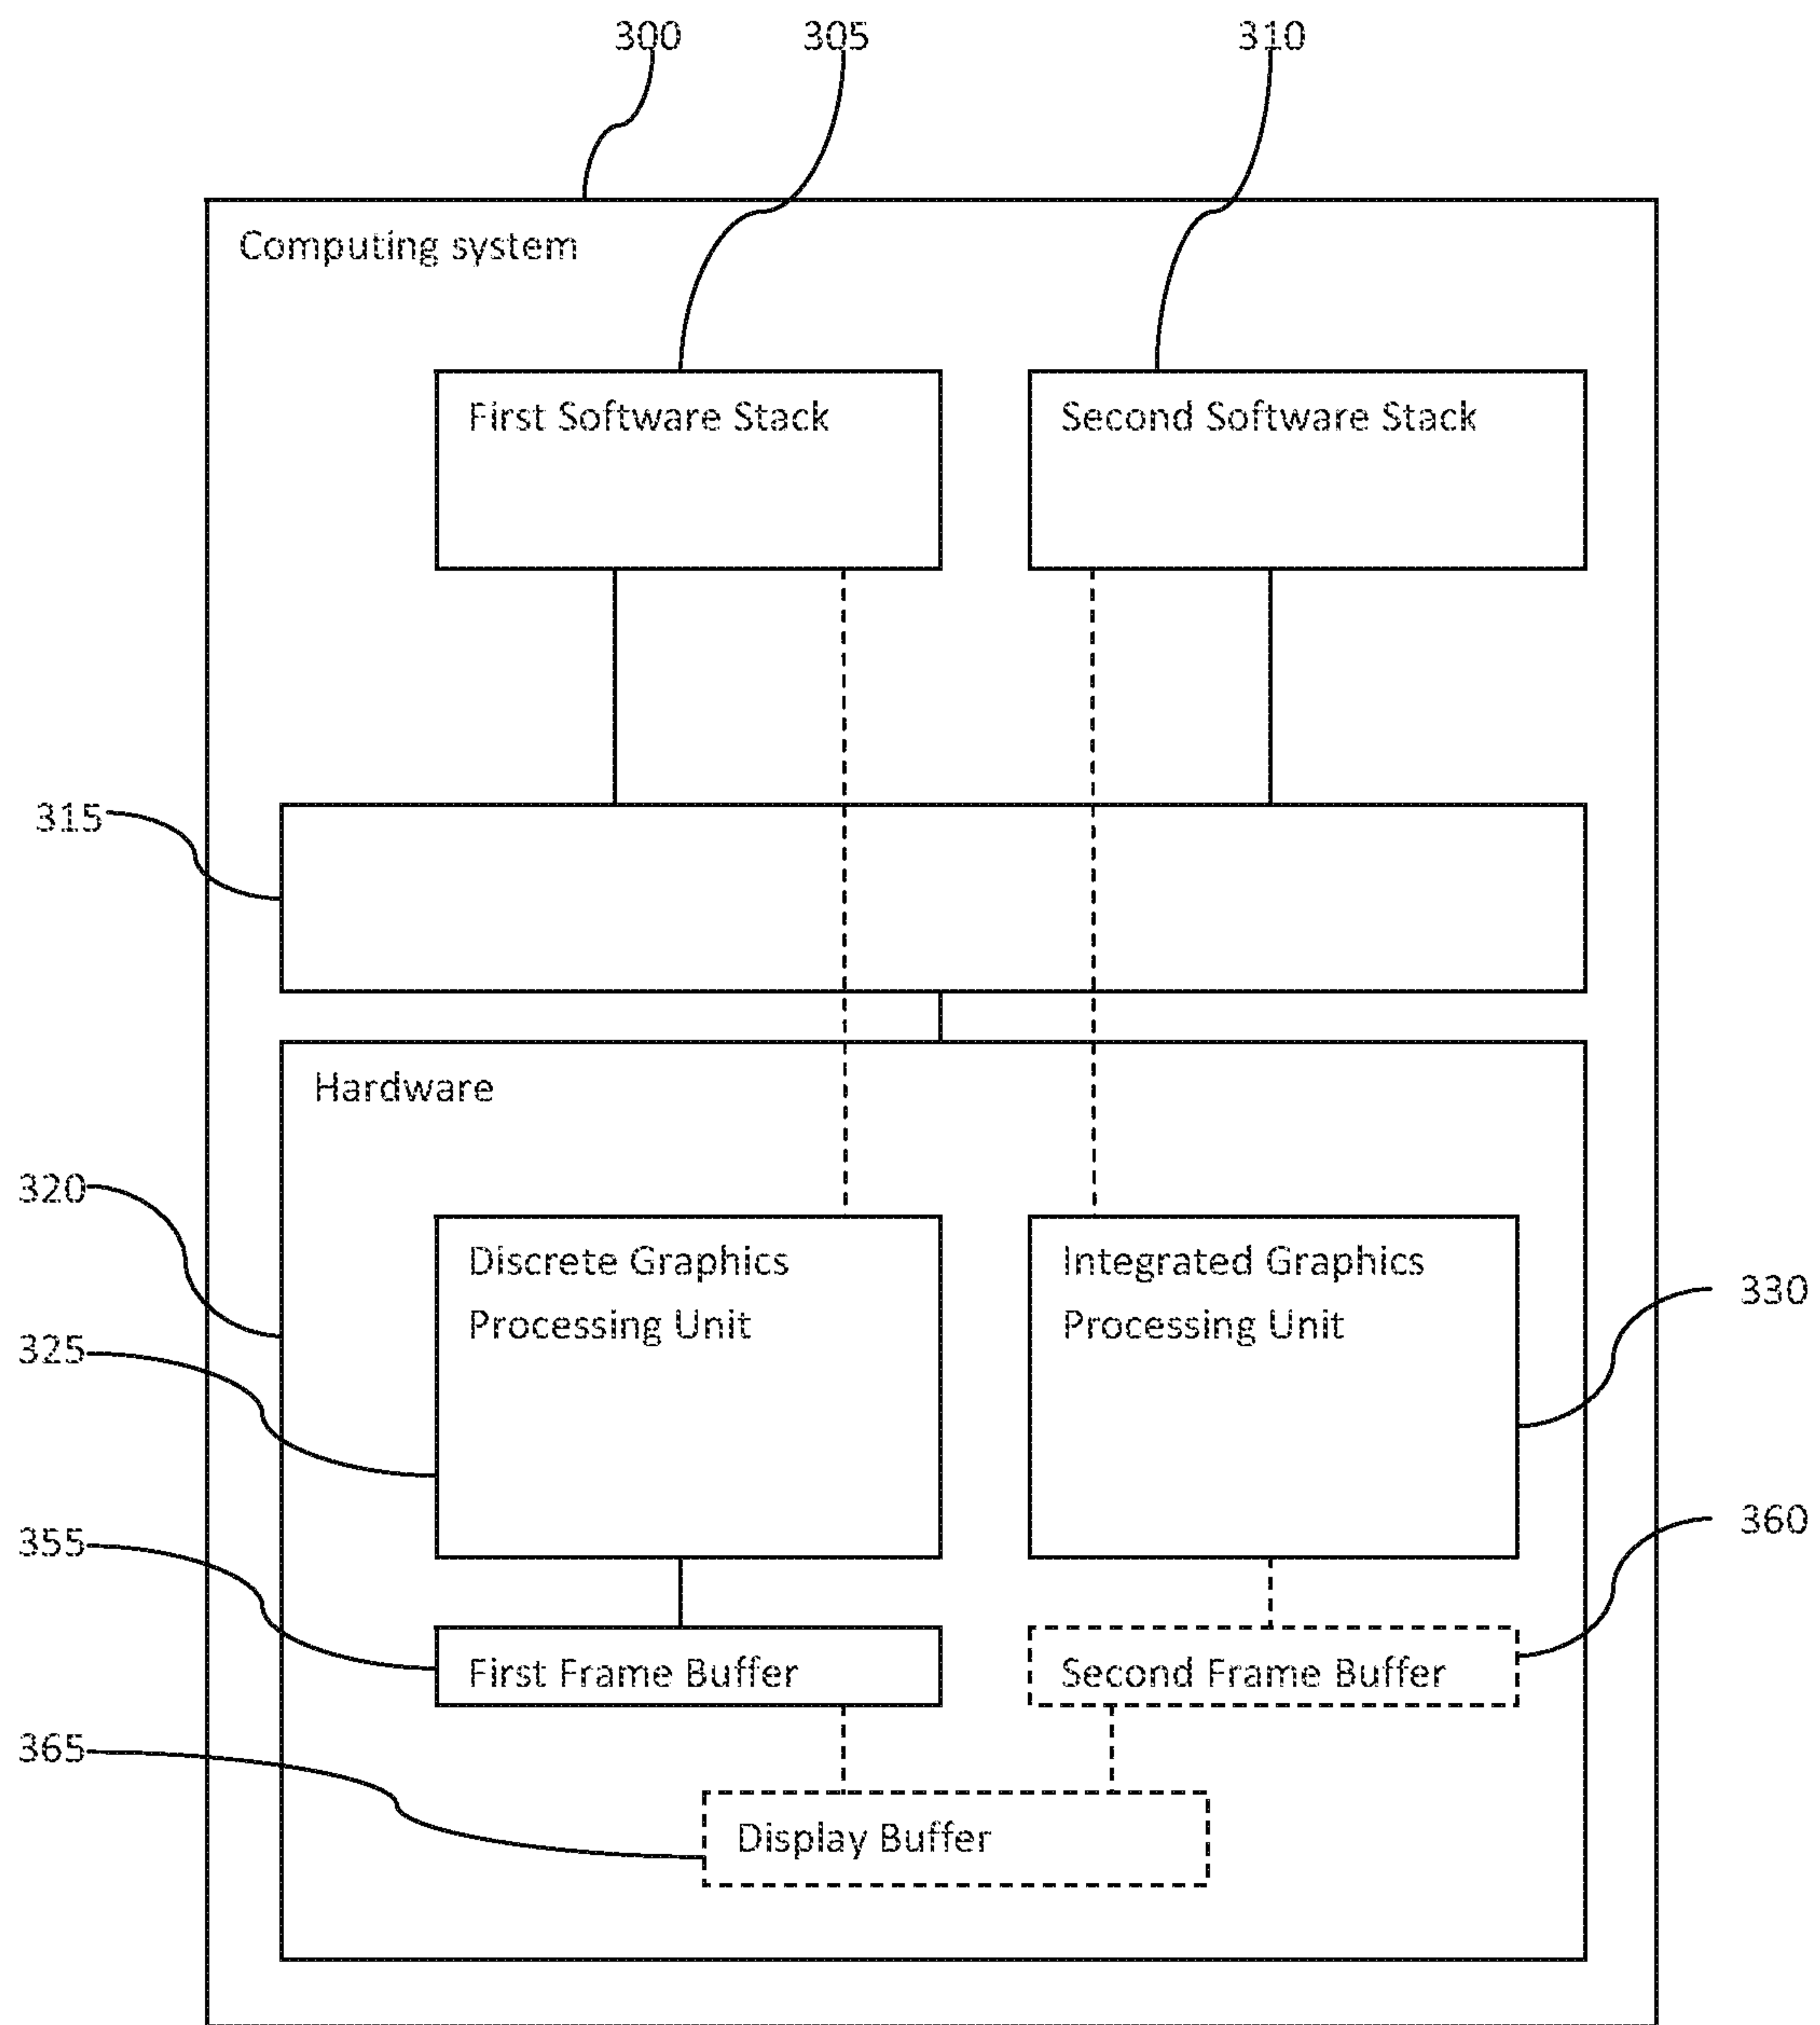 300
305
310
Computing system
First Software Stack
Second Software Stack
315
Hardware
320
Discrete Graphics
Processing Unit
Integrated Graphics
Processing Unit
330
325
355
360
First Frame Buffer
Second Frame Buffer
365
Display Buffer